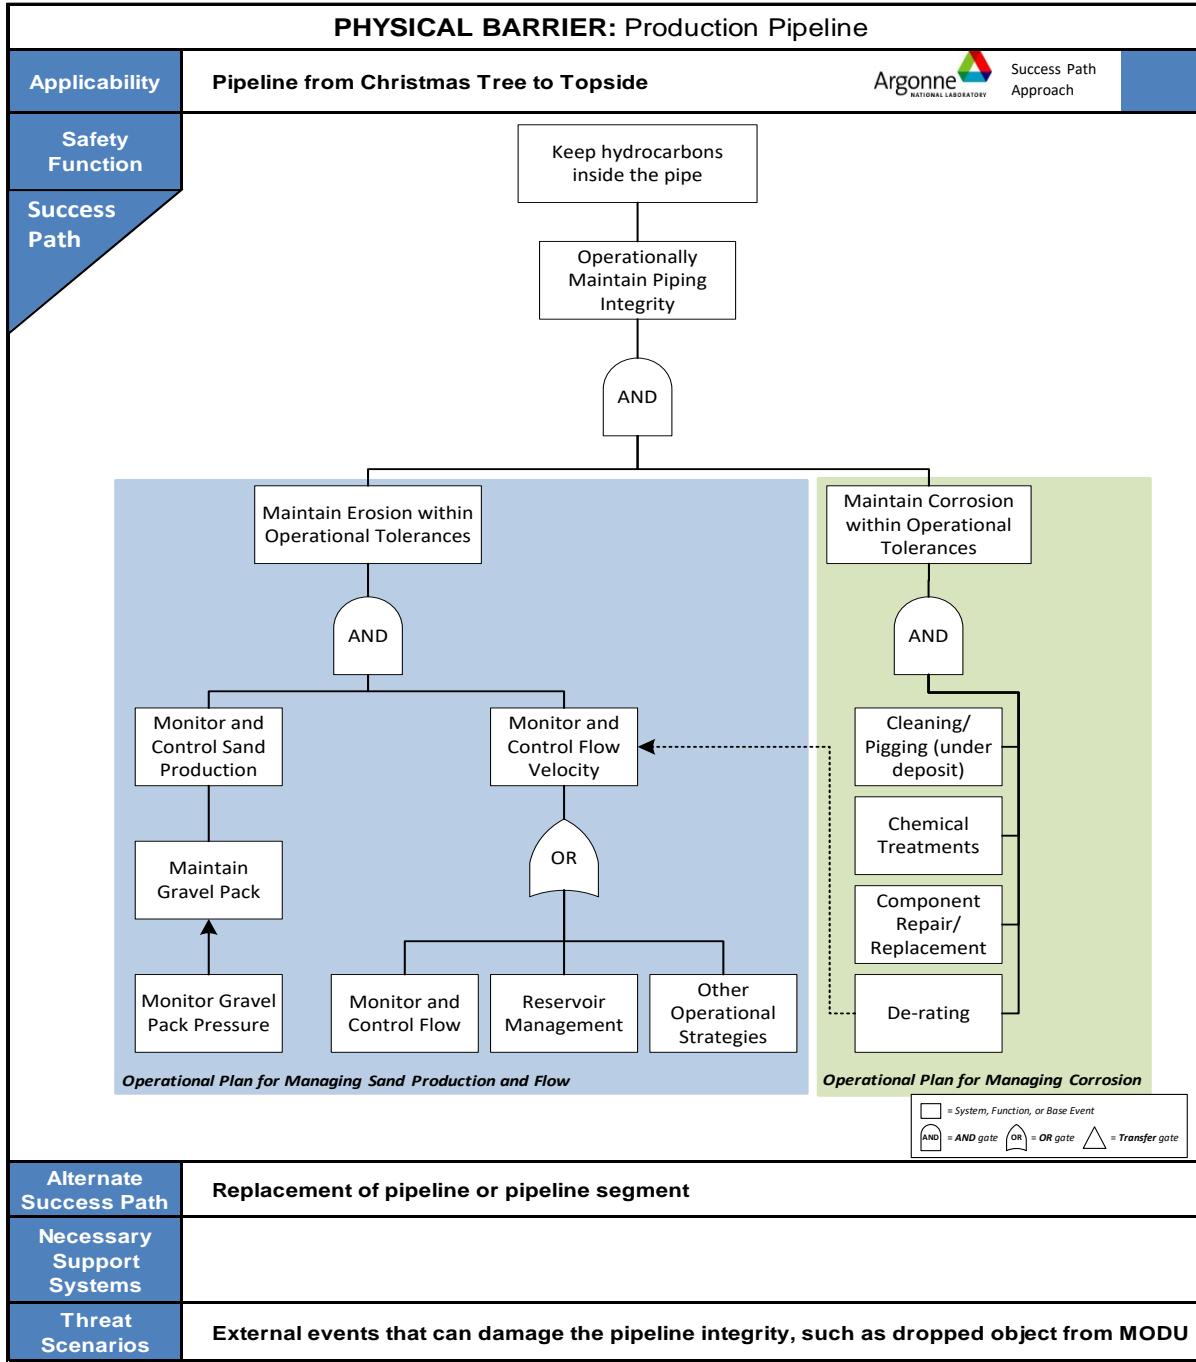 PHYSICAL BARRIER: Production Pipeline
Applicability
Pipeline from Christmas Tree to Topside
Argonne
NATIONAL LABORATORY
Success Path
Approach
Safety
Function
Success
Path
Keep hydrocarbons
inside the pipe
Operationally
Maintain Piping
Integrity
AND
Maintain Erosion within
Operational Tolerances
Maintain Corrosion
within Operational
Tolerances
AND
AND
Monitor and
Control Sand
Production
Monitor and
Control Flow
Velocity
Cleaning/
Pigging (under
deposit)
Chemical
Treatments
Maintain
Gravel Pack
OR
Component
Repair/
Replacement
Monitor Gravel
Pack Pressure
Monitor and
Control Flow
Reservoir
Management
Other
Operational
Strategies
De-rating
Operational Plan for Managing Sand Production and Flow
Operational Plan for Managing Corrosion
= System, Function, or Base Event
AND = AND gate OR = OR gate = Transfer gate
Alternate
Success Path
Replacement of pipeline or pipeline segment
Necessary
Support
Systems
Threat
Scenarios
External events that can damage the pipeline integrity, such as dropped object from MODU